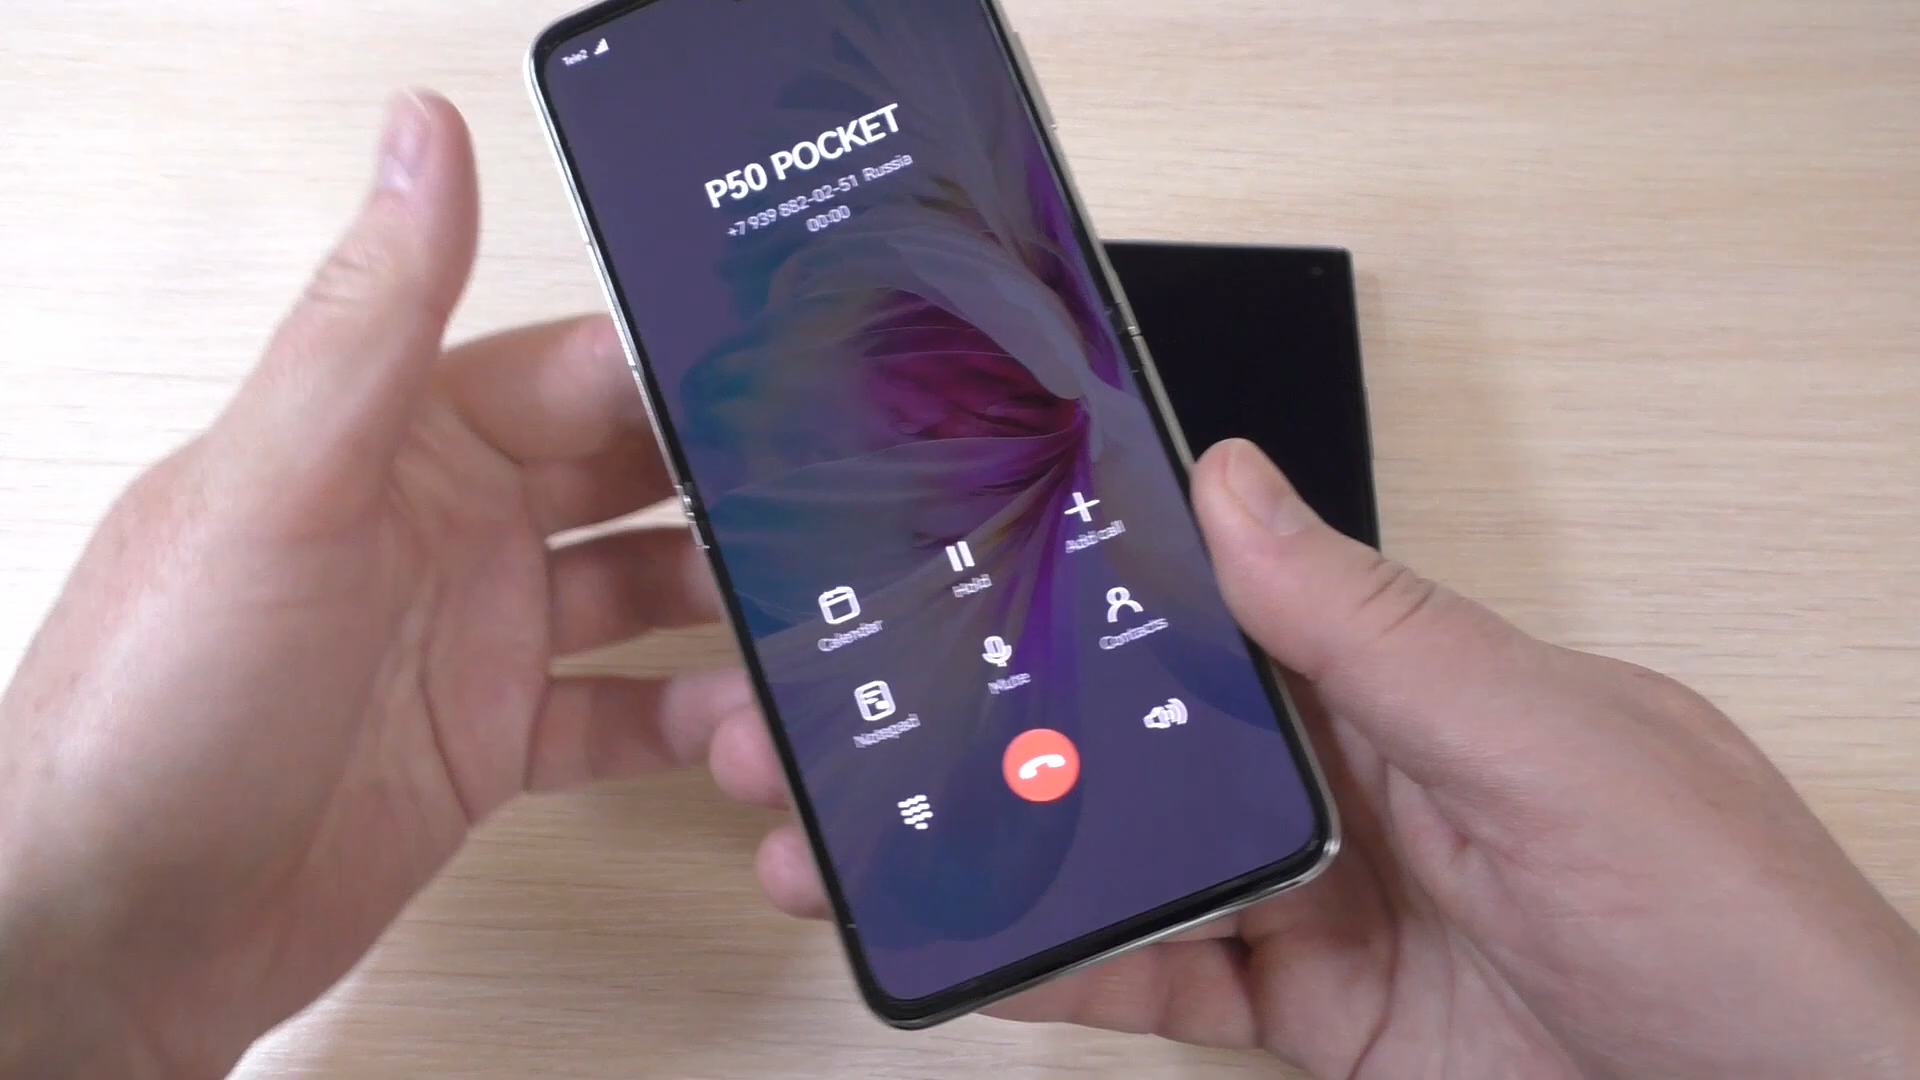 Tele2
P50 POCKET
+7 939 882-02-51 Russia
00:00
Calendar
Hold
Add call
Notepad
Mute
Contacts